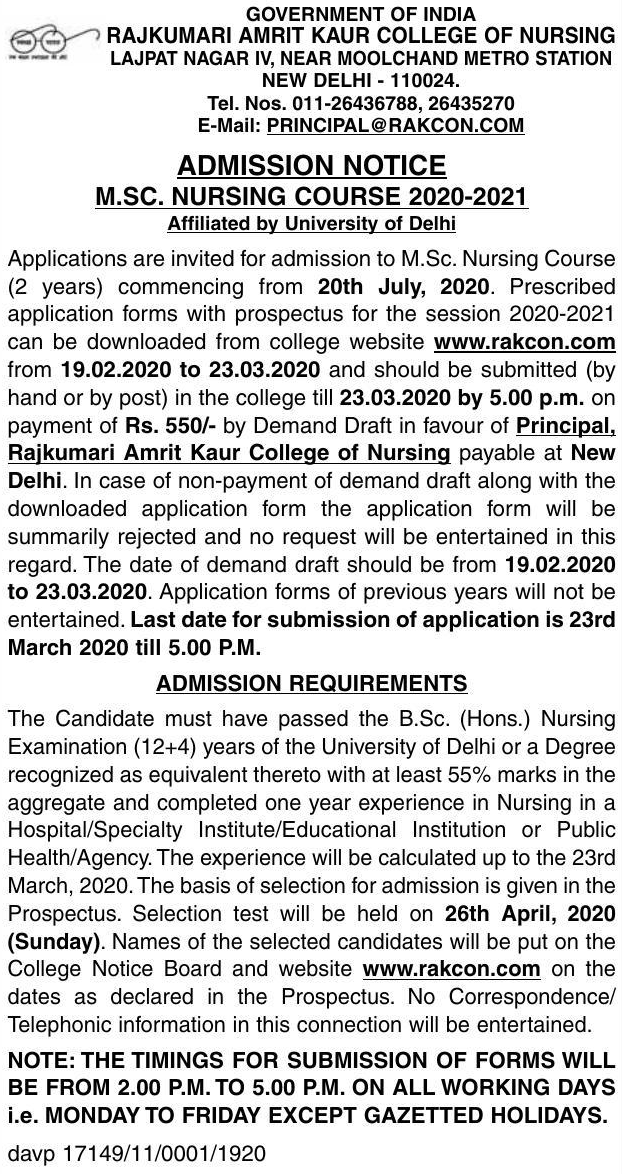 GOVERNMENT OF INDIA
RAJKUMARI AMRIT KAUR COLLEGE OF NURSING
LAJPAT NAGAR IV, NEAR MOOLCHAND METRO STATION
NEW DELHI - 110024.
Tel. Nos. 011-26436788, 26435270
E-Mail: PRINCIPAL@RAKCON.COM
ADMISSION NOTICE
M.SC. NURSING COURSE 2020-2021
Affiliated by University of Delhi
Applications are invited for admission to M.Sc. Nursing Course
(2 years) commencing from 20th July, 2020. Prescribed
application forms with prospectus for the session 2020-2021
can be downloaded from college website www.rakcon.com
from 19.02.2020 to 23.03.2020 and should be submitted (by
hand or by post) in the college till 23.03.2020 by 5.00 p.m. on
payment of Rs. 550/- by Demand Draft in favour of Principal,
Rajkumari Amrit Kaur College of Nursing payable at New
Delhi. In case of non-payment of demand draft along with the
downloaded application form the application form will be
summarily rejected and no request will be entertained in this
regard. The date of demand draft should be from 19.02.2020
to 23.03.2020. Application forms of previous years will not be
entertained. Last date for submission of application is 23rd
March 2020 till 5.00 P.M.
ADMISSION REQUIREMENTS
The Candidate must have passed the B.Sc. (Hons.) Nursing
Examination (12+4) years of the University of Delhi or a Degree
recognized as equivalent thereto with at least 55% marks in the
aggregate and completed one year experience in Nursing in a
Hospital/Specialty Institute/Educational Institution or Public
Health/Agency. The experience will be calculated up to the 23rd
March, 2020. The basis of selection for admission is given in the
Prospectus. Selection test will be held on 26th April, 2020
(Sunday). Names of the selected candidates will be put on the
College Notice Board and website www.rakcon.com on the
dates as declared in the Prospectus. No Correspondence/
Telephonic information in this connection will be entertained.
NOTE: THE TIMINGS FOR SUBMISSION OF FORMS WILL
BE FROM 2.00 P.M. TO 5.00 P.M. ON ALL WORKING DAYS
i.e. MONDAY TO FRIDAY EXCEPT GAZETTED HOLIDAYS.
davp 17149/11/0001/1920